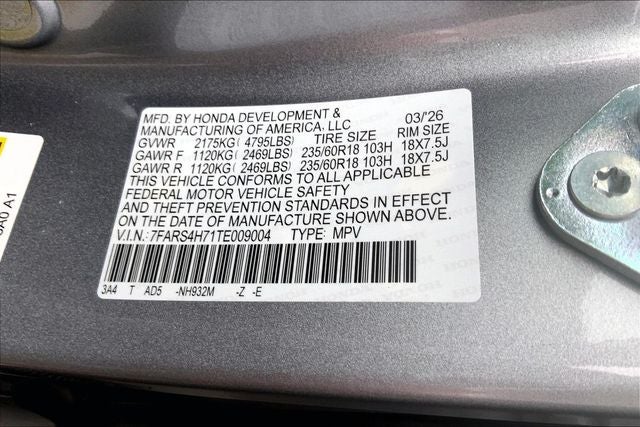 MFD. BY HONDA DEVELOPMENT & 03/'26
MANUFACTURING OF AMERICA, LLC
GVWR 2175KG( 4795LBS) TIRE SIZE RIM SIZE
GAWR F 1120KG( 2469LBS) 235/60R18 103H 18X7.5J
GAWR R 1120KG( 2469LBS) 235/60R18 103H 18X7.5J
THIS VEHICLE CONFORMS TO ALL APPLICABLE
FEDERAL MOTOR VEHICLE SAFETY
AND THEFT PREVENTION STANDARDS IN EFFECT
ON THE DATE OF MANUFACTURE SHOWN ABOVE.
V.I.N.: 7FARS4H71TE009004 TYPE: MPV
3A4 T AD5 -NH932M -Z -E